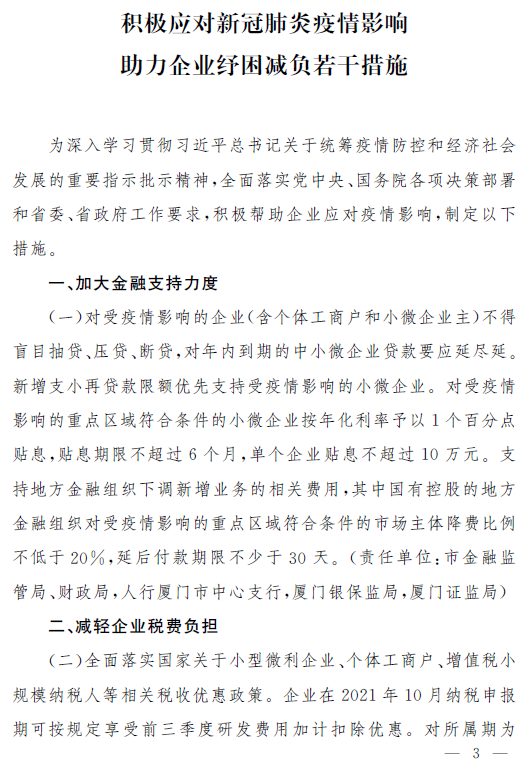 积极应对新冠肺炎疫情影响
助力企业纾困减负若干措施
为深入学习贯彻习近平总书记关于统筹疫情防控和经济社会
发展的重要指示批示精神,全面落实党中央、国务院各项决策部署
和省委、省政府工作要求,积极帮助企业应对疫情影响,制定以下
措施。
一、加大金融支持力度
(一)对受疫情影响的企业(含个体工商户和小微企业主)不得
盲目抽贷、压贷、断贷,对年内到期的中小微企业贷款要应延尽延。
新增支小再贷款限额优先支持受疫情影响的小微企业。对受疫情
影响的重点区域符合条件的小微企业按年化利率予以1个百分点
贴息,贴息期限不超过6个月,单个企业贴息不超过10万元。支
持地方金融组织下调新增业务的相关费用,其中国有控股的地方
金融组织对受疫情影响的重点区域符合条件的市场主体降费比例
不低于20%,延后付款期限不少于30天。(责任单位:市金融监
管局、财政局,人行厦门市中心支行,厦门银保监局,厦门证监局)
二、减轻企业税费负担
(二)全面落实国家关于小型微利企业、个体工商户、增值税小
规模纳税人等相关税收优惠政策。企业在2021年10月纳税申报
期可按规定享受前三季度研发费用加计扣除优惠。对所属期为
— 3 —